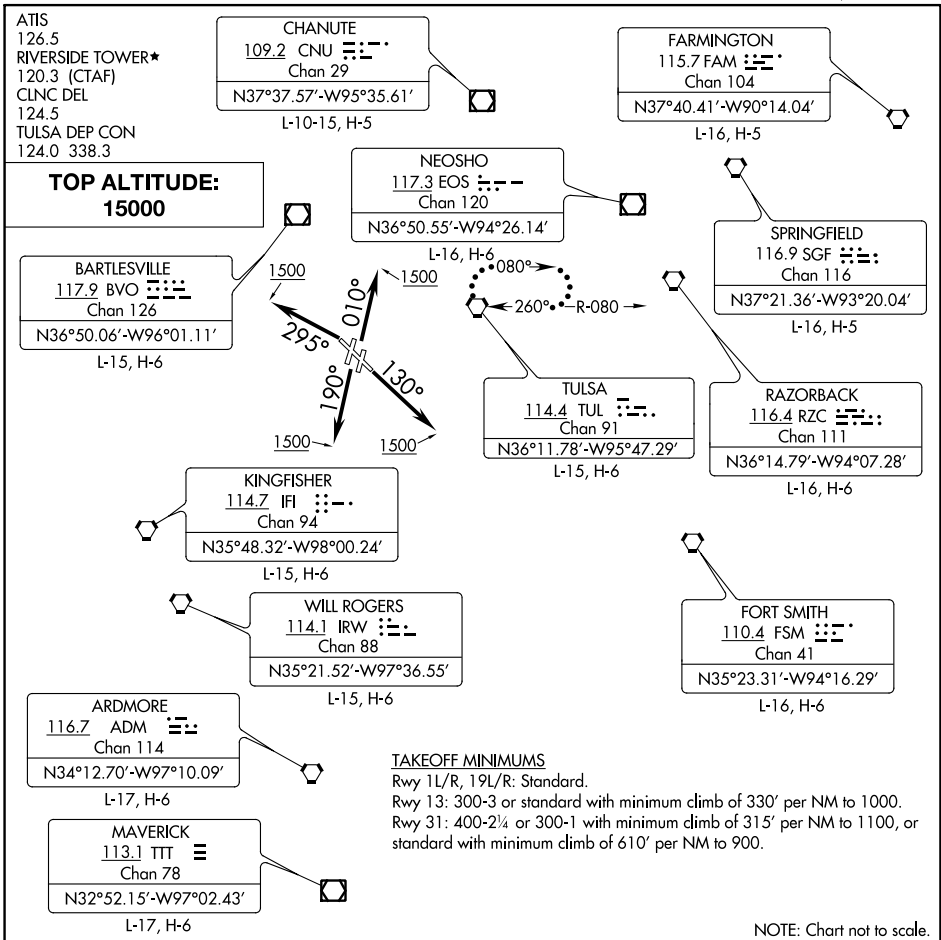 ATIS
126.5
RIVERSIDE TOWER★
120.3 (CTAF)
CLNC DEL
124.5
TULSA DEP CON
124.0 338.3
TOP ALTITUDE:
15000
CHANUTE
109.2 CNU
Chan 29
N37°37.57′-W95°35.61′
L-10-15, H-5
FARMINGTON
115.7 FAM
Chan 104
N37°40.41′-W90°14.04′
L-16, H-5
NEOSHO
117.3 EOS
Chan 120
N36°50.55′-W94°26.14′
L-16, H-6
SPRINGFIELD
116.9 SGF
Chan 116
N37°21.36′-W93°20.04′
L-16, H-5
BARTLESVILLE
117.9 BVO
Chan 126
N36°50.06′-W96°01.11′
L-15, H-6
1500
1500
295°
010°
190°
130°
1500
1500
080°
260°
R-080
TULSA
114.4 TUL
Chan 91
N36°11.78′-W95°47.29′
L-15, H-6
RAZORBACK
116.4 RZC
Chan 111
N36°14.79′-W94°07.28′
L-16, H-6
KINGFISHER
114.7 IFI
Chan 94
N35°48.32′-W98°00.24′
L-15, H-6
WILL ROGERS
114.1 IRW
Chan 88
N35°21.52′-W97°36.55′
L-15, H-6
FORT SMITH
110.4 FSM
Chan 41
N35°23.31′-W94°16.29′
L-16, H-6
ARDMORE
116.7 ADM
Chan 114
N34°12.70′-W97°10.09′
L-17, H-6
MAVERICK
113.1 TTT
Chan 78
N32°52.15′-W97°02.43′
L-17, H-6
TAKEOFF MINIMUMS
Rwy 1L/R, 19L/R: Standard.
Rwy 13: 300-3 or standard with minimum climb of 330′ per NM to 1000.
Rwy 31: 400-2¼ or 300-1 with minimum climb of 315′ per NM to 1100, or
standard with minimum climb of 610′ per NM to 900.
NOTE: Chart not to scale.